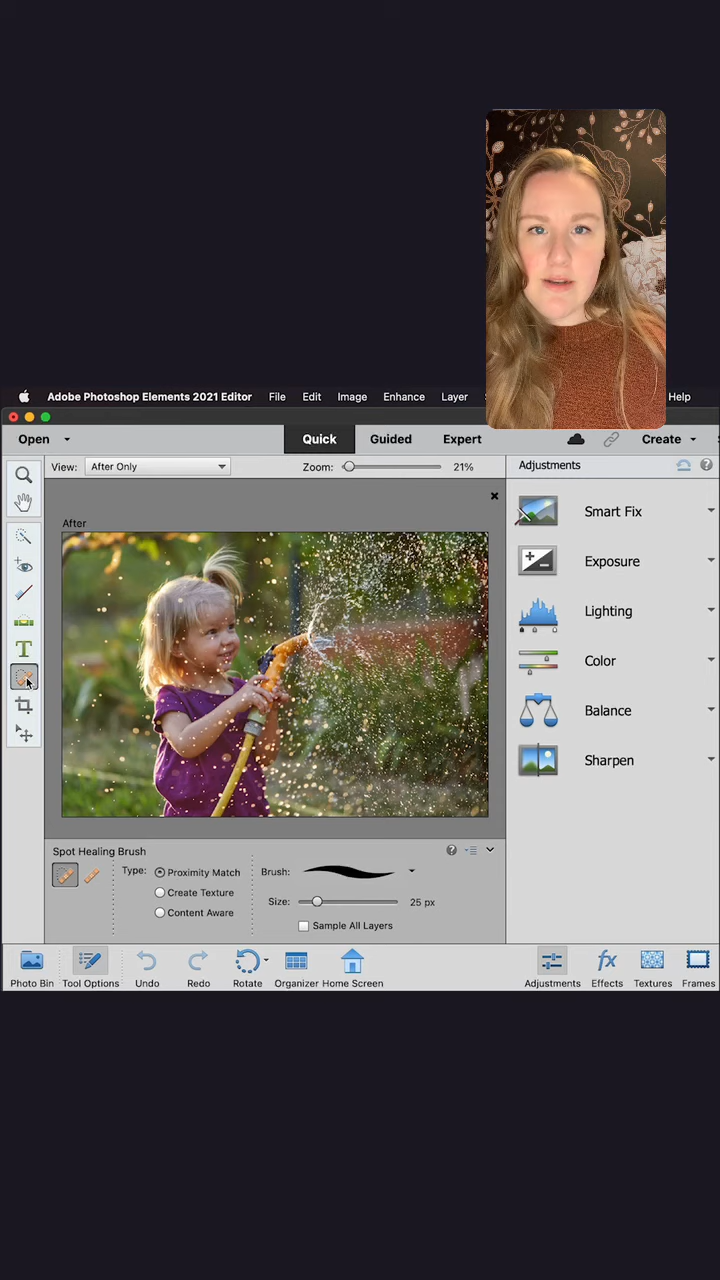 Adobe Photoshop Elements 2021 Editor File Edit Image Enhance Layer Help
Open Quick Guided Expert Create
View: After Only Zoom: 21% Adjustments
After
Smart Fix
Exposure
Lighting
Color
Balance
Sharpen
T
Spot Healing Brush
Type: Proximity Match Brush:
Create Texture Size: 25 px
Content Aware Sample All Layers
Photo Bin Tool Options Undo Redo Rotate Organizer Home Screen Adjustments fx Effects Textures Frames